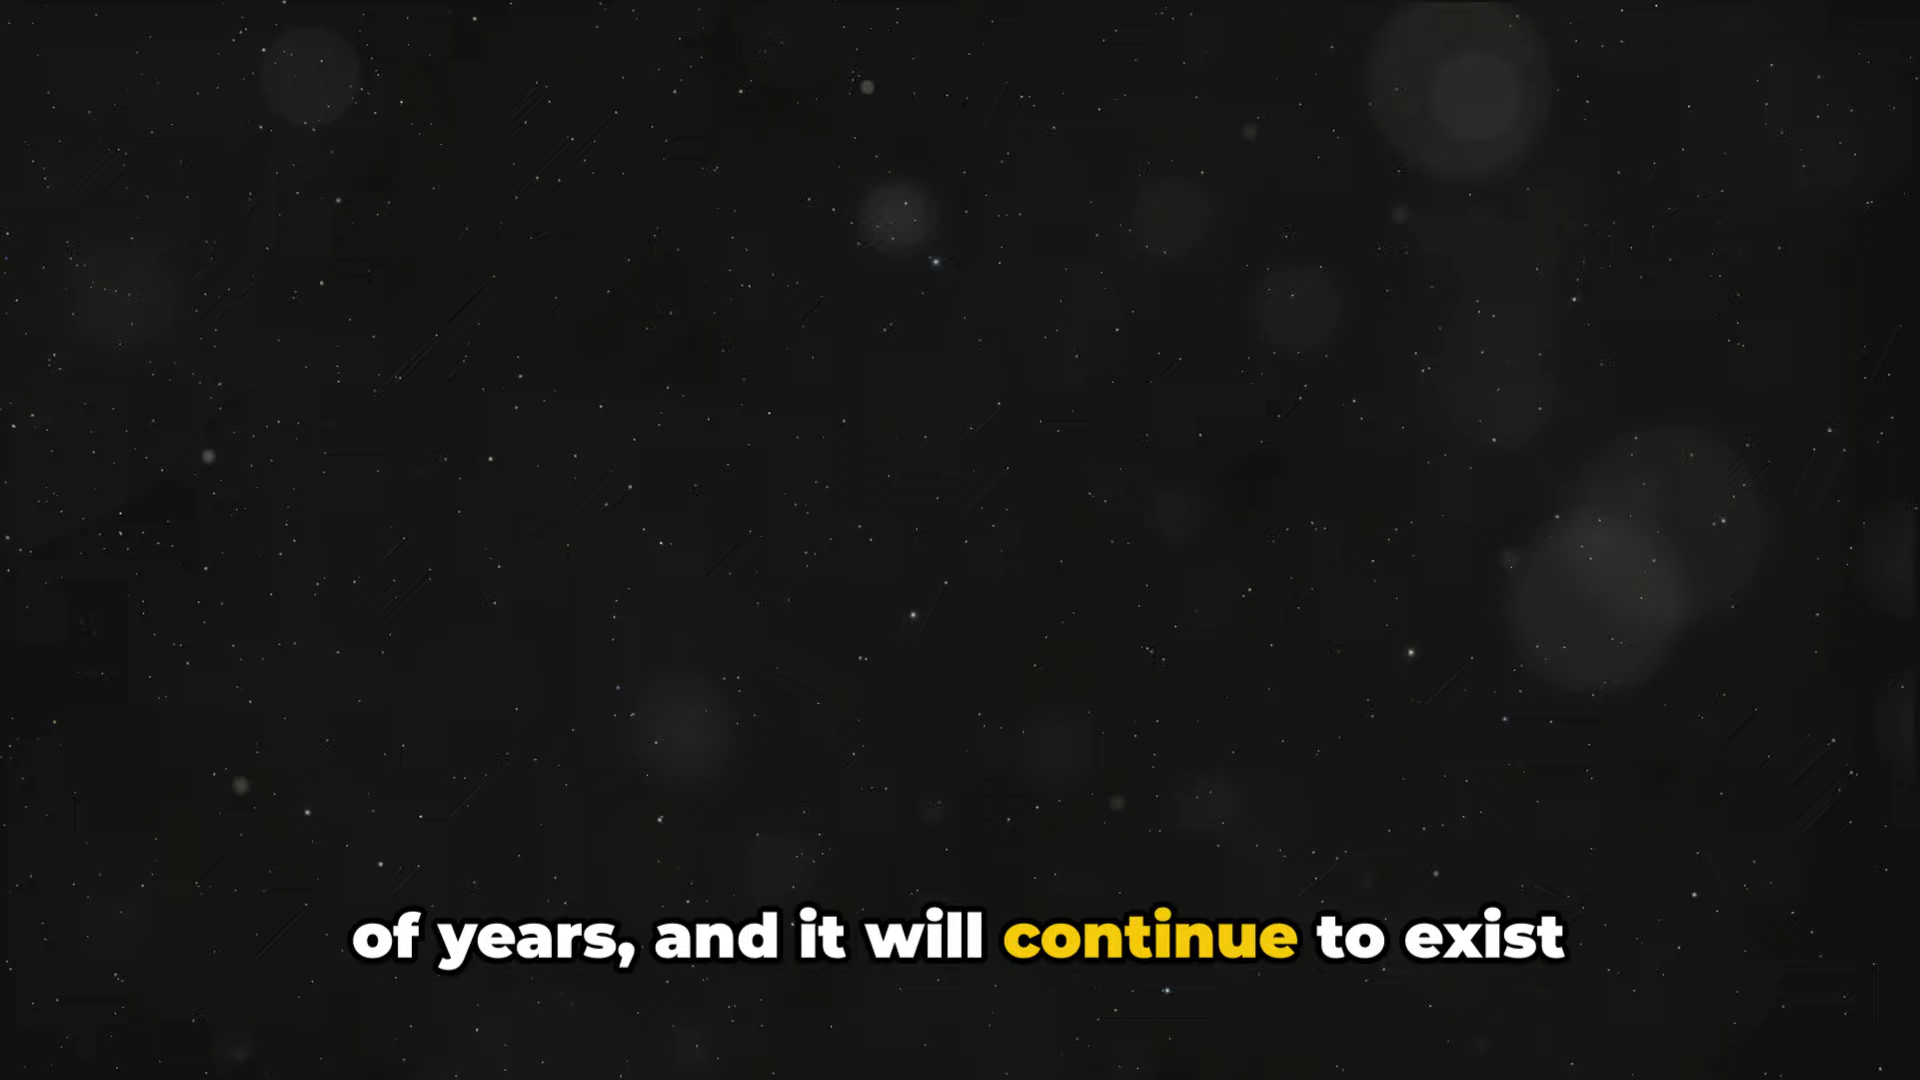 of years, and it will continue to exist